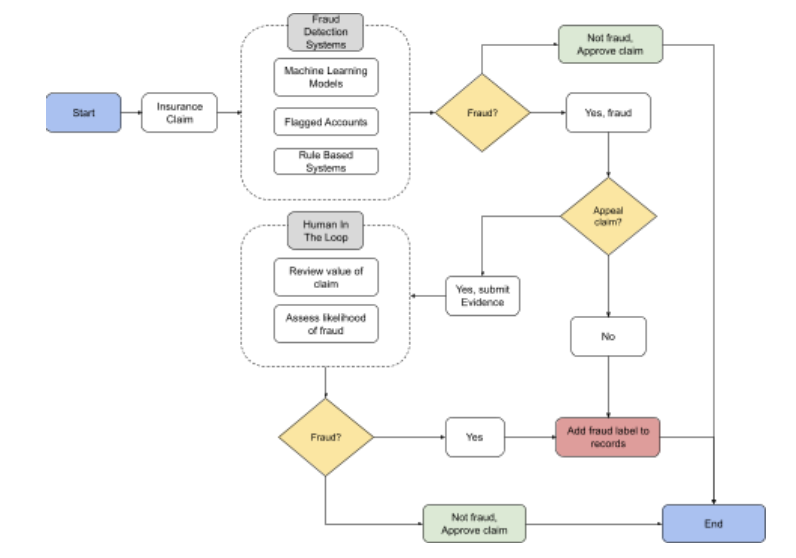 Fraud
Detection
Systems
Machine Learning
Models
Flagged Accounts
Rule Based
Systems
Start
Insurance
Claim
Fraud?
Not fraud,
Approve claim
Yes, fraud
Appeal
claim?
Human In
The Loop
Review value of
claim
Assess likelihood
of fraud
Yes, submit
Evidence
No
Fraud?
Yes
Add fraud label to
records
Not fraud,
Approve claim
End